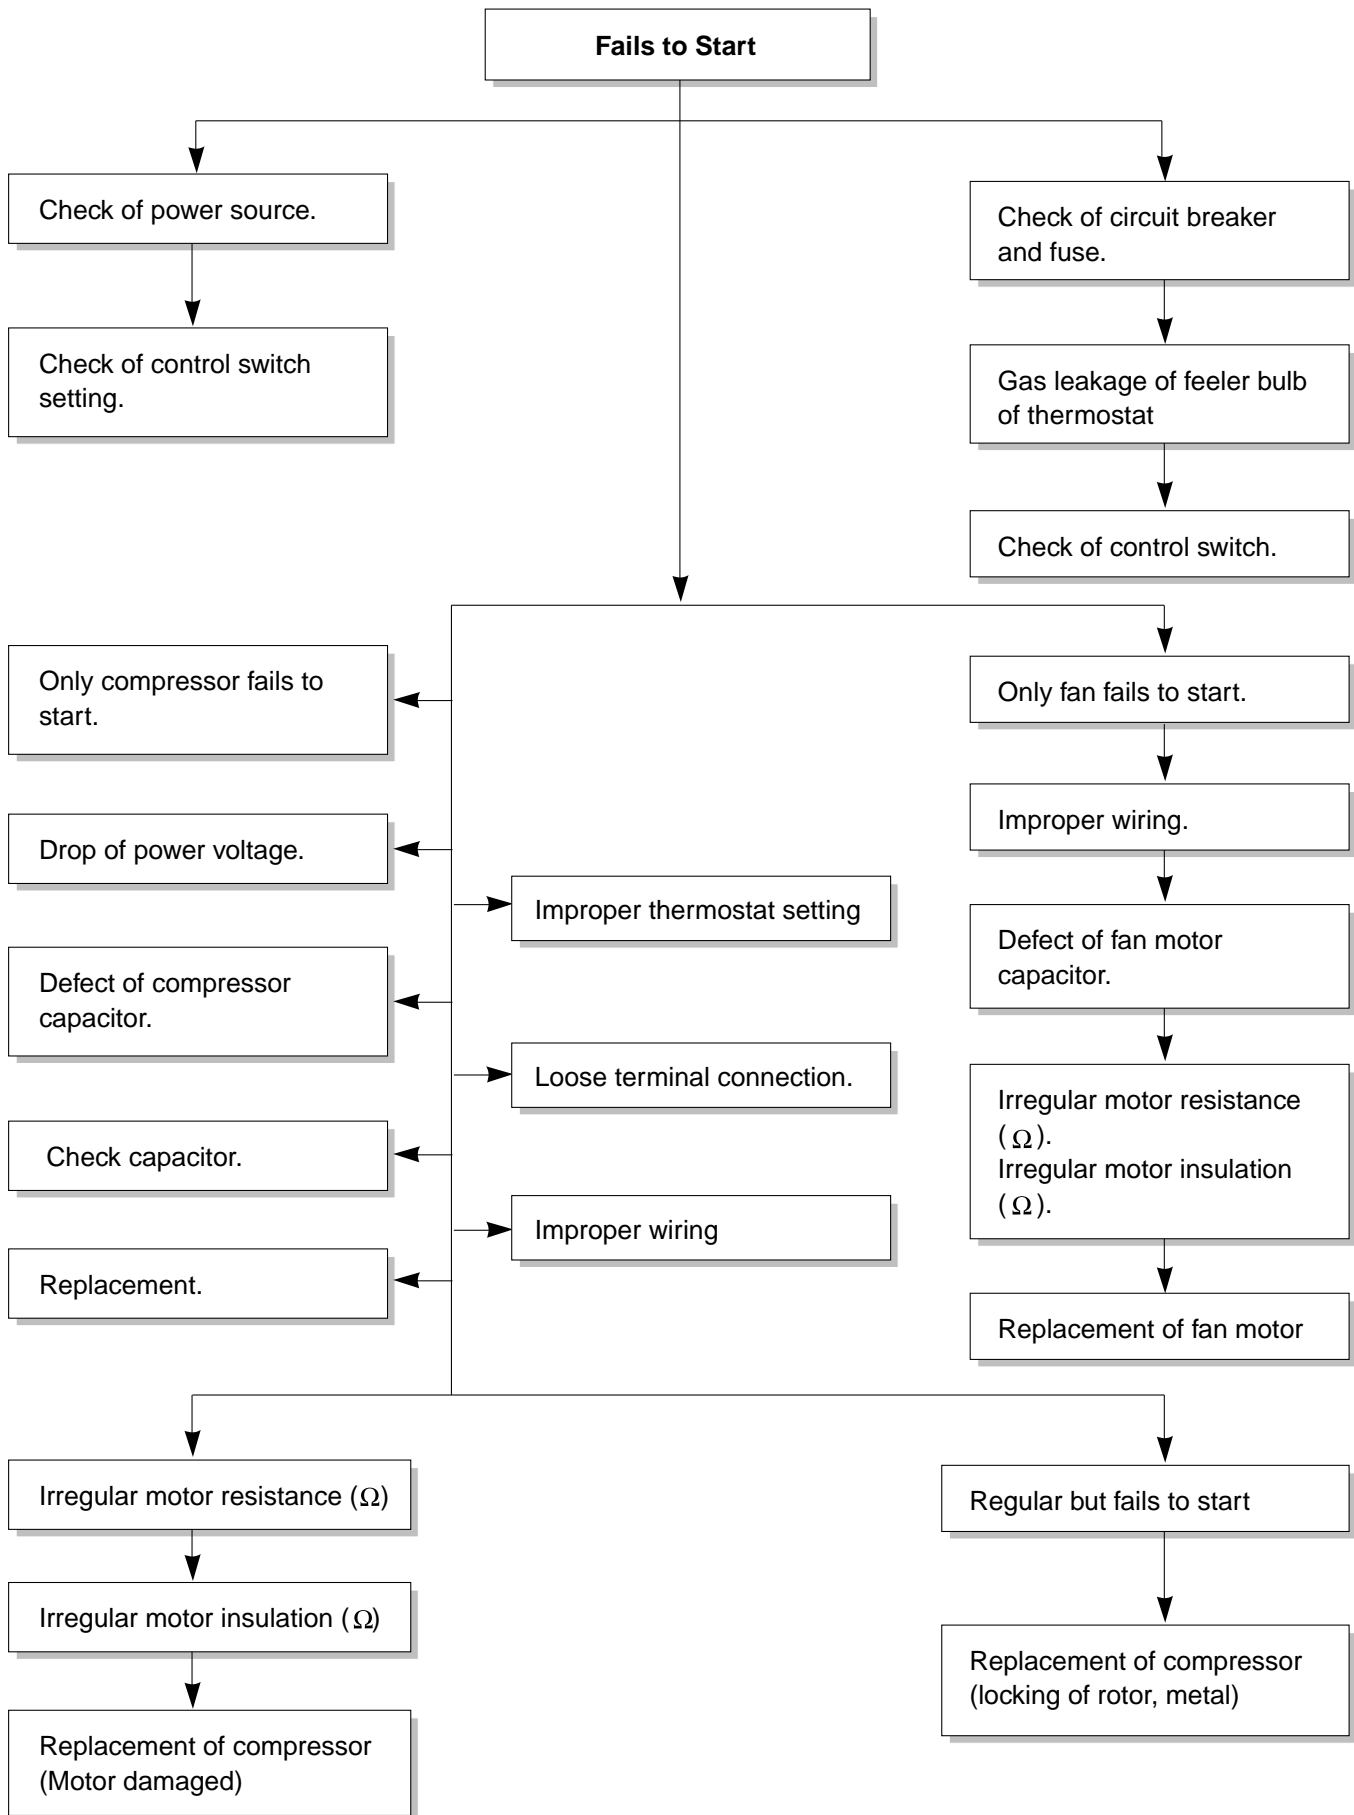 Fails to Start
Check of power source.
Check of control switch
setting.
Check of circuit breaker
and fuse.
Gas leakage of feeler bulb
of thermostat
Check of control switch.
Only compressor fails to
start.
Drop of power voltage.
Defect of compressor
capacitor.
Check capacitor.
Replacement.
Improper thermostat setting
Loose terminal connection.
Improper wiring
Only fan fails to start.
Improper wiring.
Defect of fan motor
capacitor.
Irregular motor resistance
(Ω).
Irregular motor insulation
(Ω).
Replacement of fan motor
Irregular motor resistance (Ω)
Irregular motor insulation (Ω)
Replacement of compressor
(Motor damaged)
Regular but fails to start
Replacement of compressor
(locking of rotor, metal)